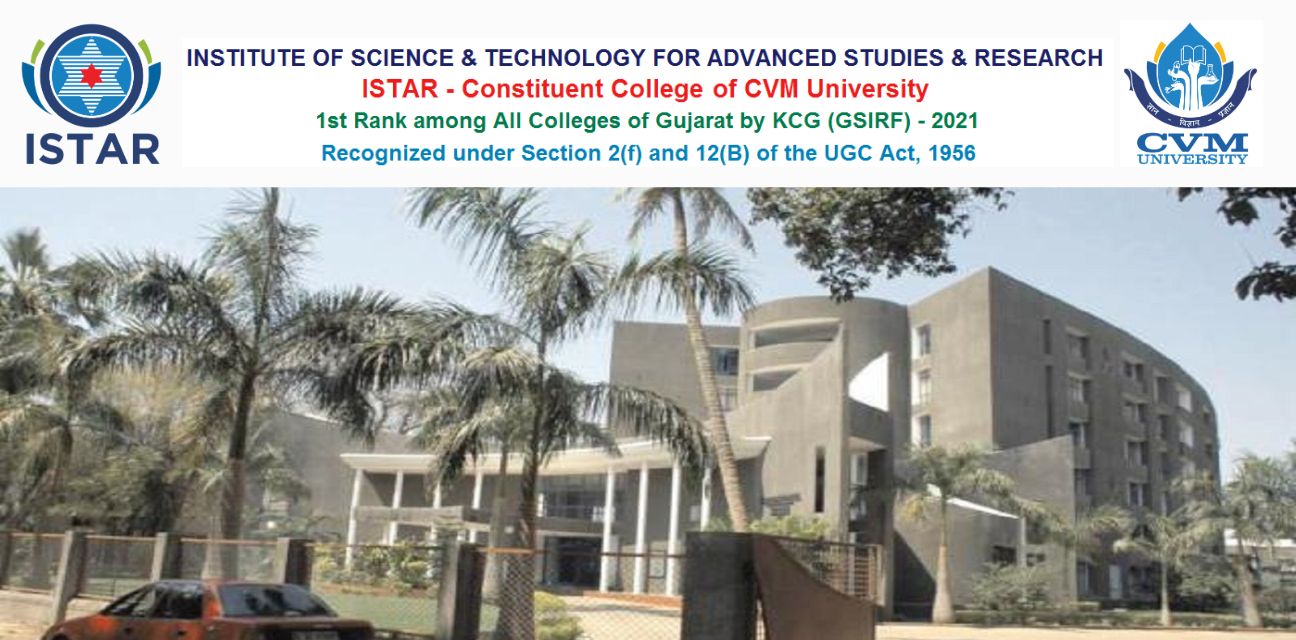 ISTAR
INSTITUTE OF SCIENCE & TECHNOLOGY FOR ADVANCED STUDIES & RESEARCH
ISTAR - Constituent College of CVM University
1st Rank among All Colleges of Gujarat by KCG (GSIRF) - 2021
Recognized under Section 2(f) and 12(B) of the UGC Act, 1956
ज्ञान - विज्ञान - प्रज्ञान
CVM
UNIVERSITY